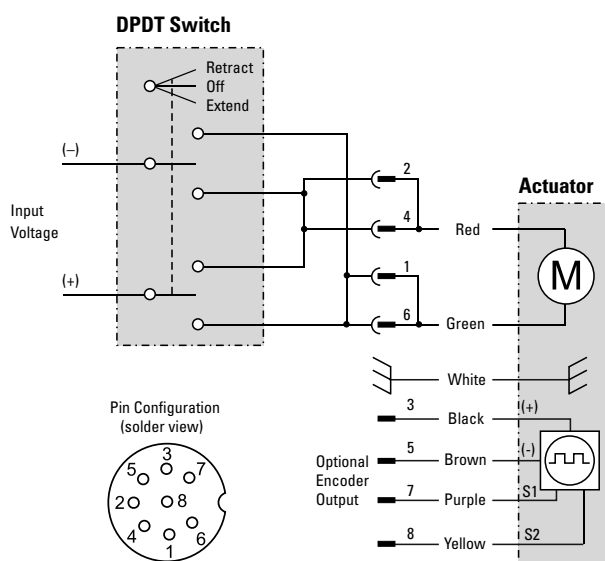 DPDT Switch
Retract
Off
Extend
(–)
Input
Voltage
(+)
2
4
1
6
Red
Green
Actuator
M
White
3
Black
(+)
5
Brown
(-)
Optional
Encoder
Output
7
Purple
S1
8
Yellow
S2
Pin Configuration
(solder view)
3
5
7
2
8
4
6
1